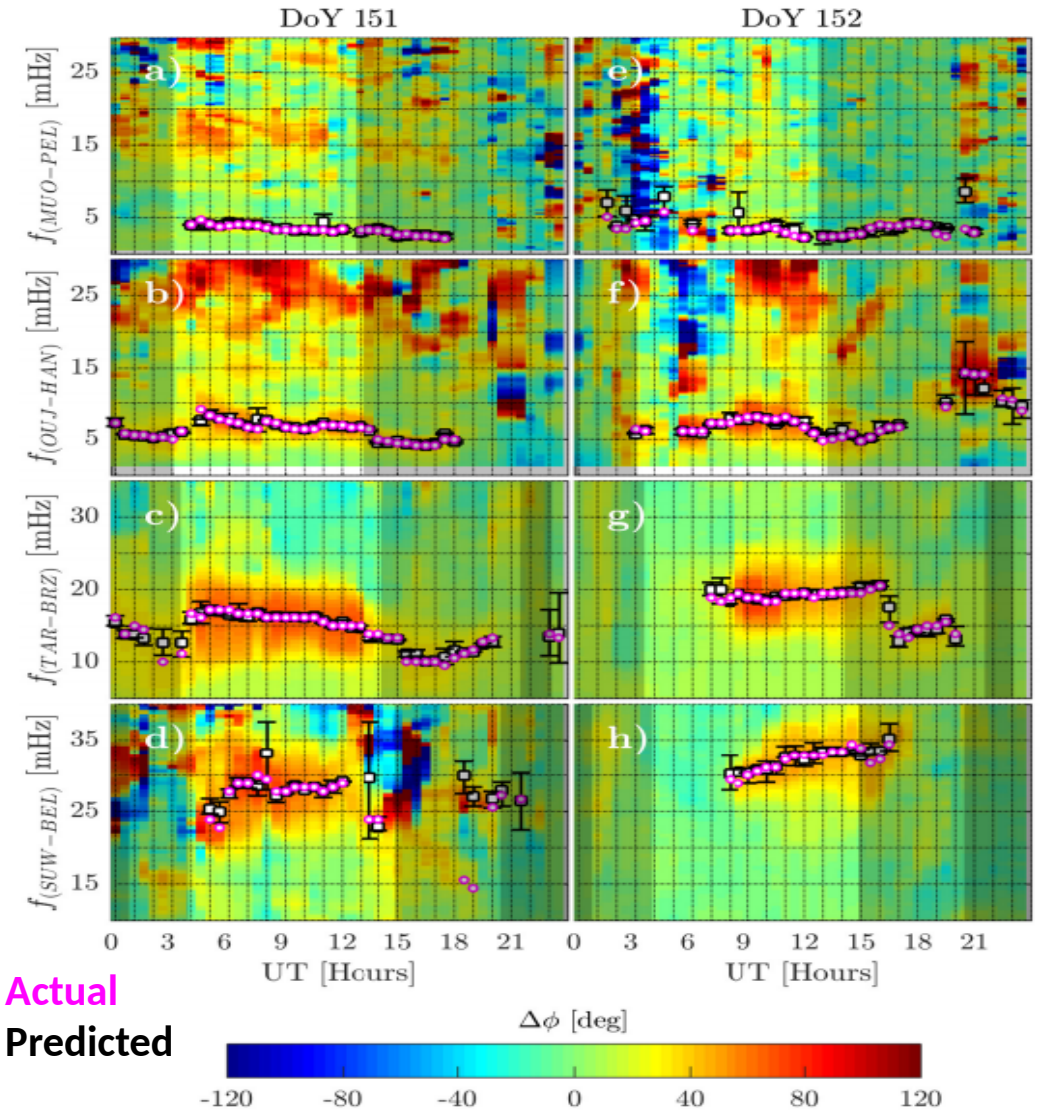 DoY 151 DoY 152
f(MUO−PEL) [mHz] 25 15 5 a) e)
f(OUJ−HAN) [mHz] 25 15 5 b) f)
f(TAR−BRZ) [mHz] 30 20 10 c) g)
f(SUW−BEL) [mHz] 35 25 15 d) h)
0 3 6 9 12 15 18 21 0 3 6 9 12 15 18 21
UT [Hours] UT [Hours]
Actual
Predicted
Δϕ [deg]
-120 -80 -40 0 40 80 120